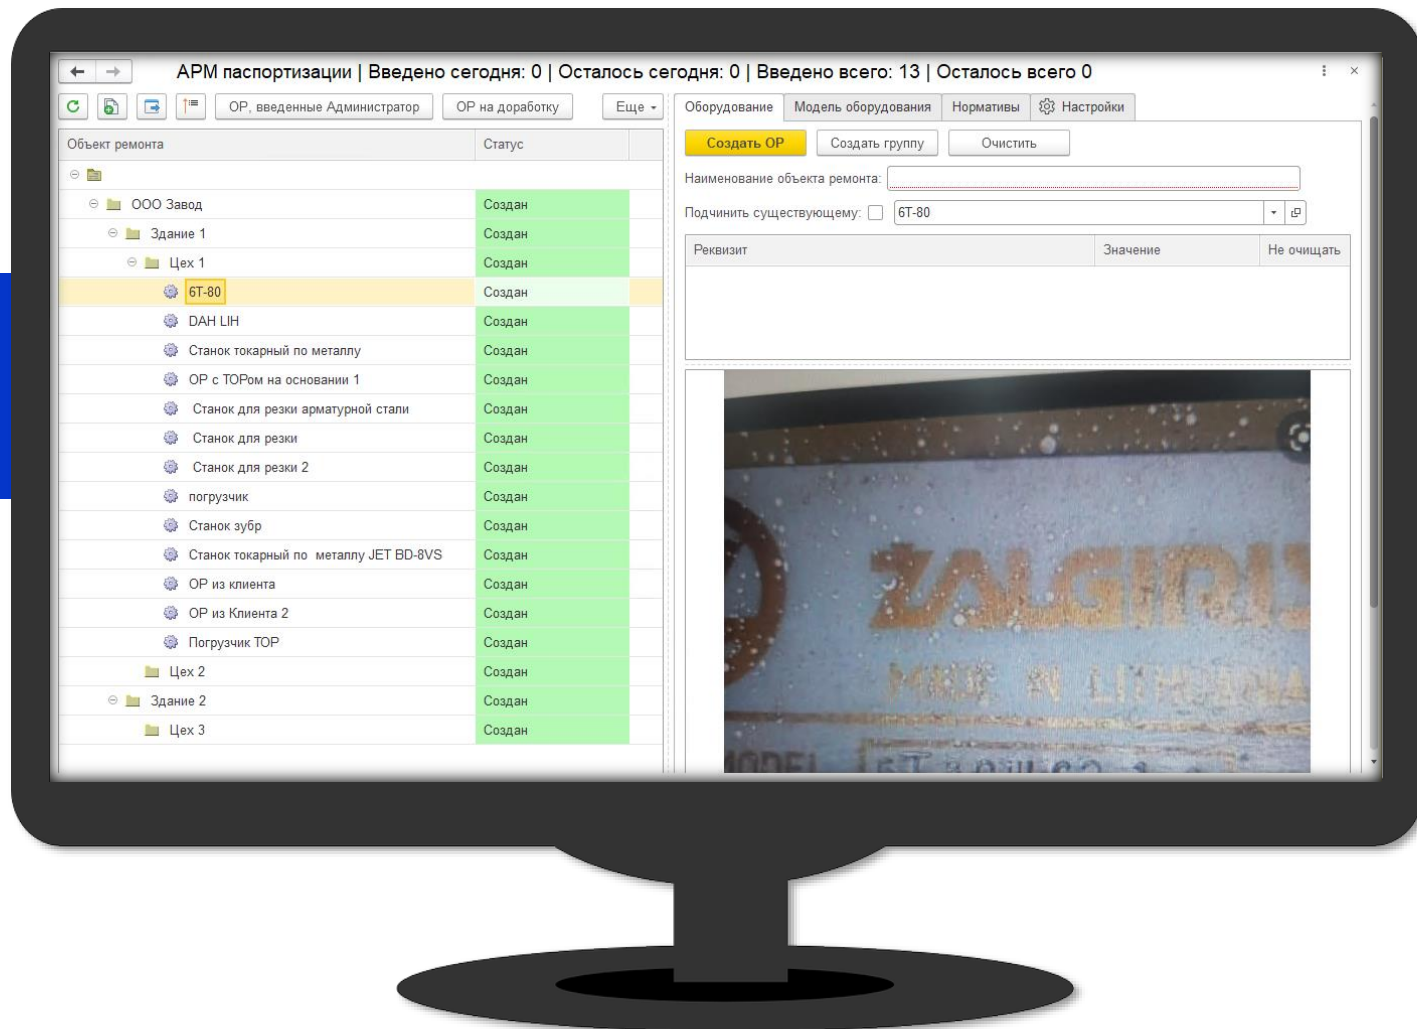 АРМ паспортизации | Введено сегодня: 0 | Осталось сегодня: 0 | Введено всего: 13 | Осталось всего 0
ОР, введенные Администратор
ОР на доработку
Еще
Объект ремонта
Статус
ООО Завод
Создан
Здание 1
Создан
Цех 1
Создан
6Т-80
Создан
DAH LIH
Создан
Станок токарный по металлу
Создан
ОР с ТОРом на основании 1
Создан
Станок для резки арматурной стали
Создан
Станок для резки
Создан
Станок для резки 2
Создан
погрузчик
Создан
Станок зубр
Создан
Станок токарный по металлу JET BD-8VS
Создан
ОР из клиента
Создан
ОР из Клиента 2
Создан
Погрузчик ТОР
Создан
Цех 2
Создан
Здание 2
Создан
Цех 3
Создан
Оборудование
Модель оборудования
Нормативы
Настройки
Создать ОР
Создать группу
Очистить
Наименование объекта ремонта:
Подчинить существующему:
6Т-80
Реквизит
Значение
Не очищать
ŽALGIRIS
MADE IN LITHUANIA
MODEL